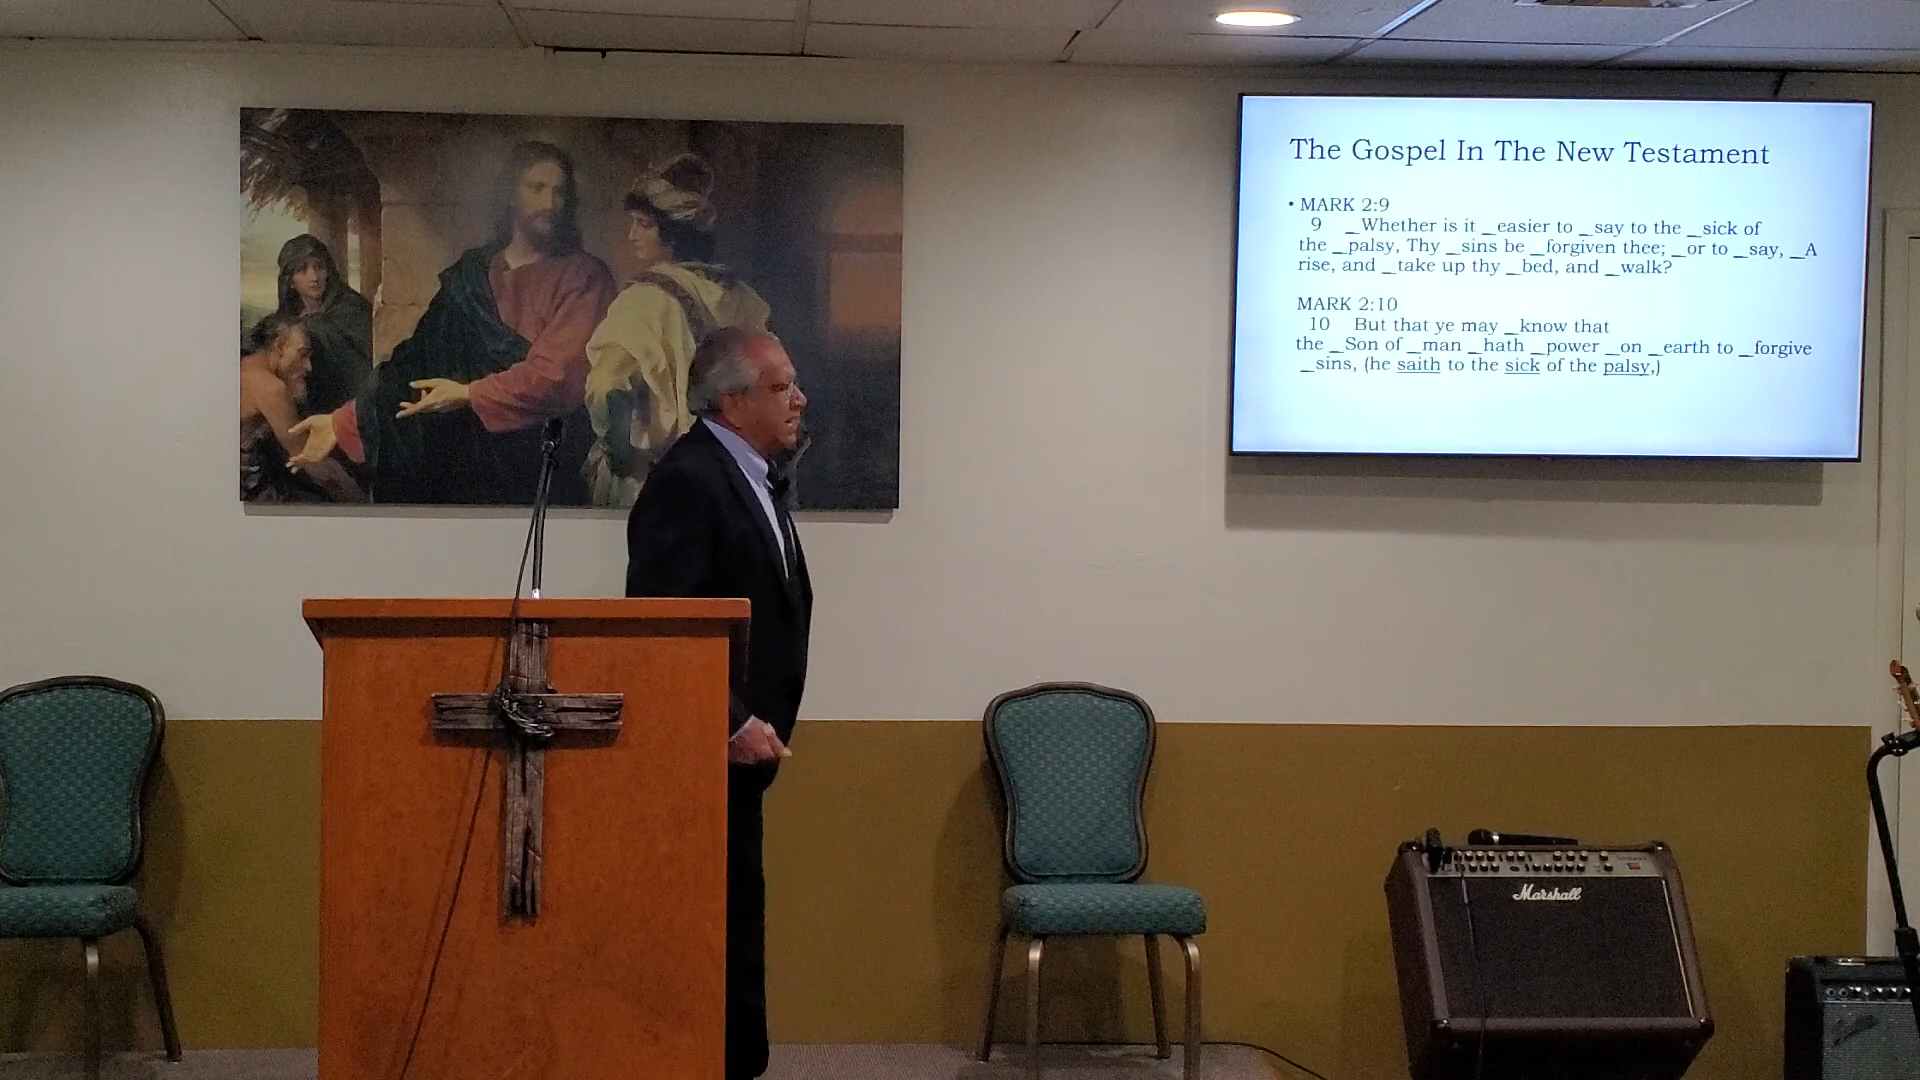 The Gospel In The New Testament
• MARK 2:9
9 _Whether is it _easier to _say to the _sick of
the _palsy, Thy _sins be _forgiven thee; _or to _say, _A
rise, and _take up thy _bed, and _walk?
MARK 2:10
10 But that ye may _know that
the _Son of _man _hath _power _on _earth to _forgive
_sins, (he saith to the sick of the palsy,)
Marshall